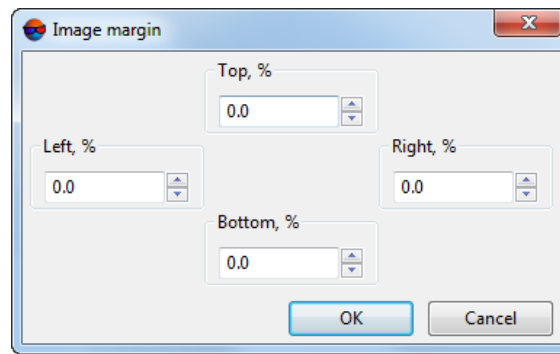 Image margin
Top, %
0.0
Left, %
Right, %
0.0
0.0
Bottom, %
0.0
OK
Cancel